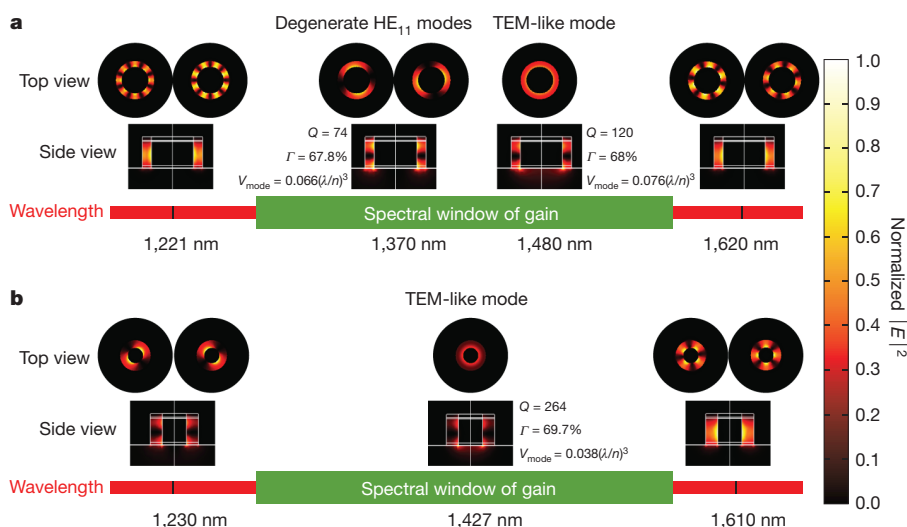 a
Degenerate HE11 modes
TEM-like mode
Top view
Side view
Q = 74
Γ = 67.8%
Vmode = 0.066(λ/n)3
Q = 120
Γ = 68%
Vmode = 0.076(λ/n)3
Wavelength
Spectral window of gain
1,221 nm
1,370 nm
1,480 nm
1,620 nm
b
TEM-like mode
Top view
Side view
Q = 264
Γ = 69.7%
Vmode = 0.038(λ/n)3
Wavelength
Spectral window of gain
1,230 nm
1,427 nm
1,610 nm
1.0
0.9
0.8
0.7
0.6
0.5
0.4
0.3
0.2
0.1
0.0
Normalized |E|2